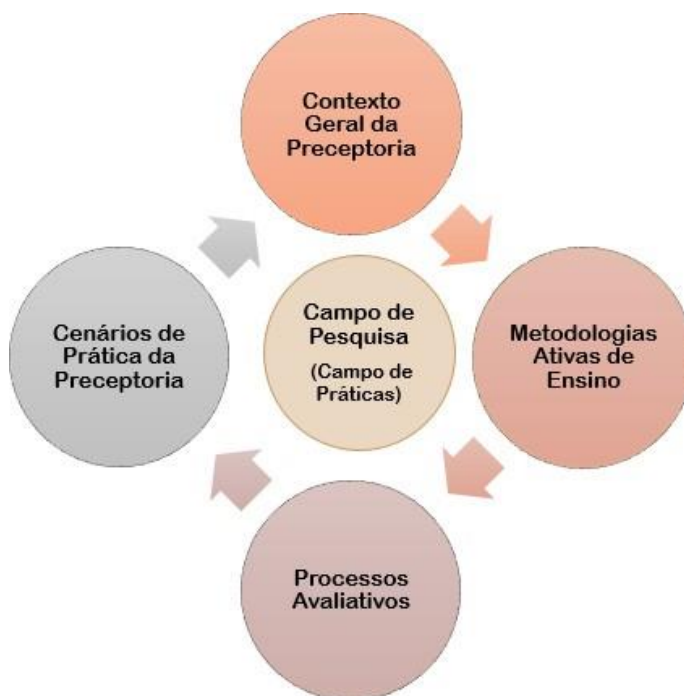 Contexto
Geral da
Preceptoria
Cenários de
Prática da
Preceptoria
Campo de
Pesquisa
(Campo de
Práticas)
Metodologias
Ativas de
Ensino
Processos
Avaliativos